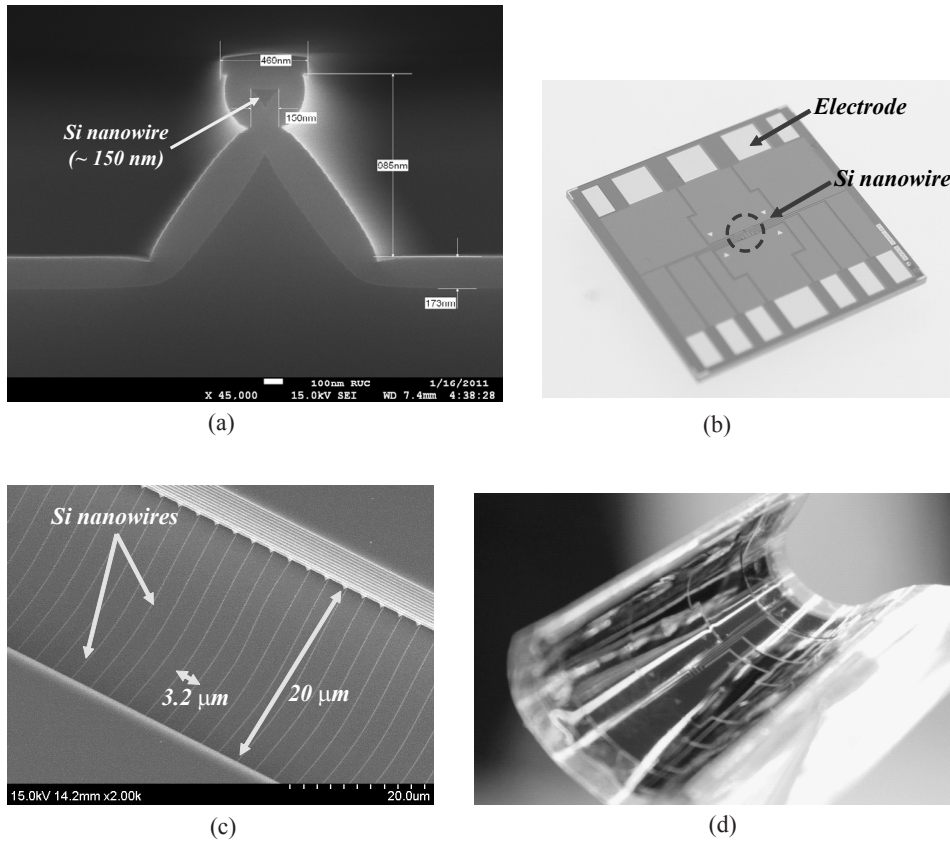 460nm
Si nanowire
(~ 150 nm)
150nm
985nm
173nm
100nm RUC 1/16/2011
X 45,000 15.0kV SEI WD 7.4mm 4:38:28
(a)
Electrode
Si nanowire
(b)
Si nanowires
3.2 μm
20 μm
15.0kV 14.2mm x2.00k
20.0um
(c)
(d)